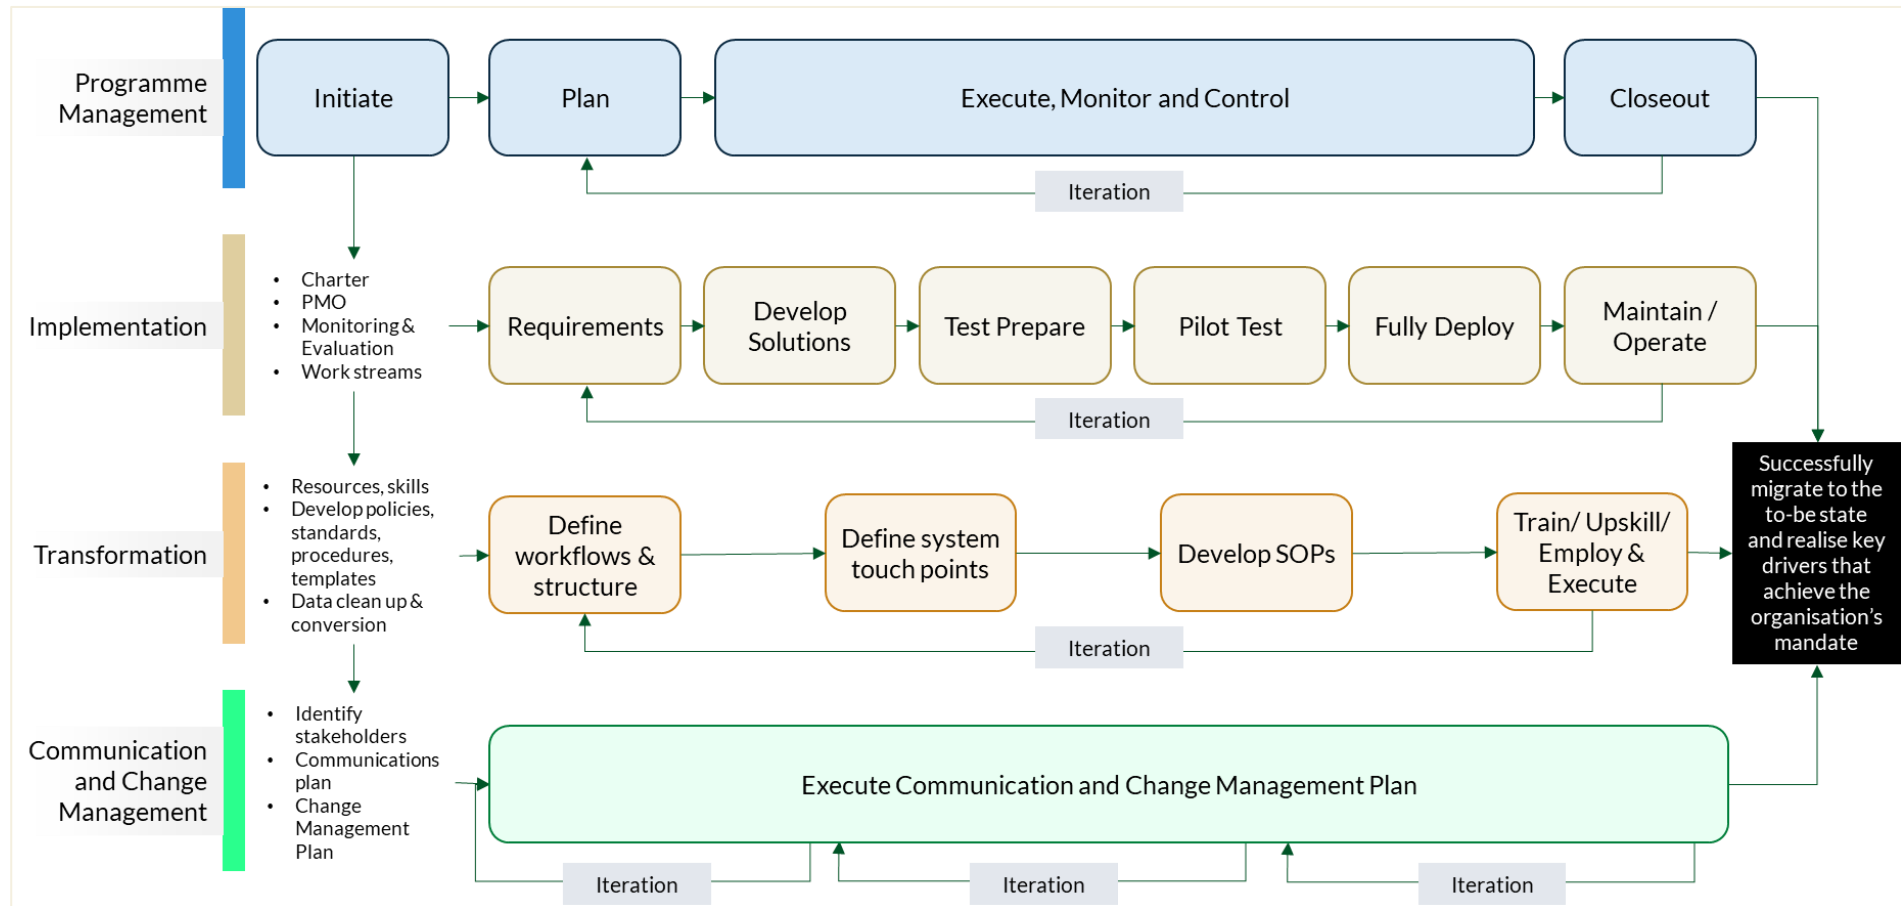 Programme
Management
Initiate
Plan
Execute, Monitor and Control
Closeout
Iteration
Implementation
• Charter
• PMO
• Monitoring &
Evaluation
• Work streams
Requirements
Develop
Solutions
Test Prepare
Pilot Test
Fully Deploy
Maintain /
Operate
Iteration
Transformation
• Resources, skills
• Develop policies,
standards,
procedures,
templates
• Data clean up &
conversion
Define
workflows &
structure
Define system
touch points
Develop SOPs
Train/ Upskill/
Employ &
Execute
Iteration
Successfully
migrate to the
to-be state
and realise key
drivers that
achieve the
organisation’s
mandate
Communication
and Change
Management
• Identify
stakeholders
• Communications
plan
• Change
Management
Plan
Execute Communication and Change Management Plan
Iteration
Iteration
Iteration